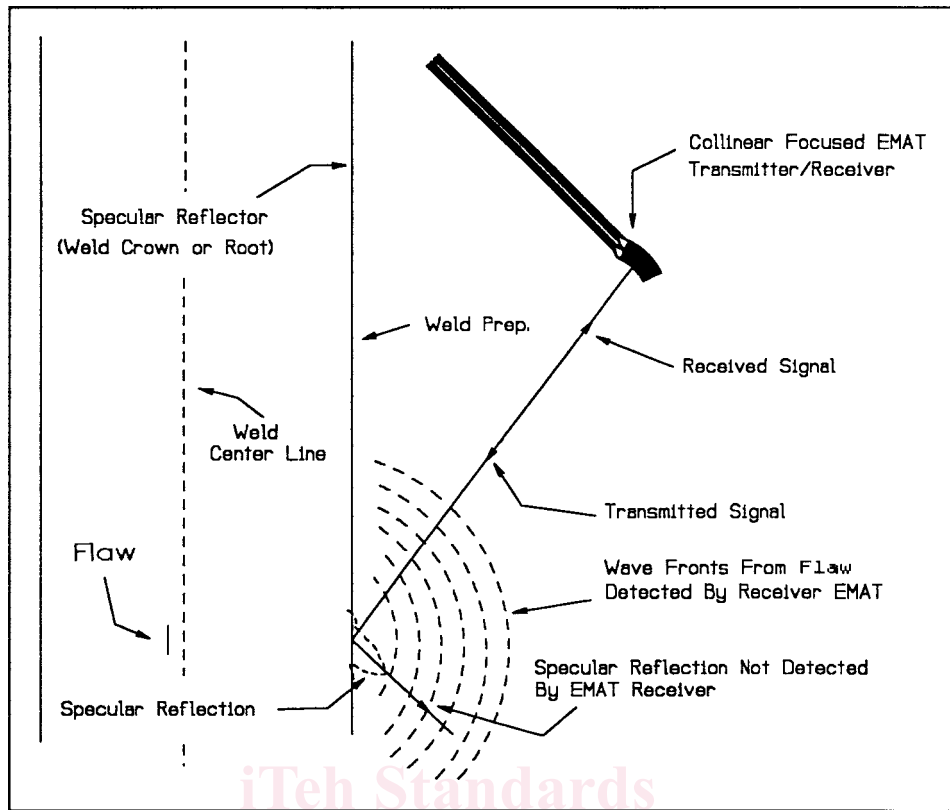 Collinear Focused EMAT
Transmitter/Receiver
Specular Reflector
(Weld Crown or Root)
Weld Prep.
Received Signal
Weld
Center Line
Transmitted Signal
Flaw
Wave Fronts From Flaw
Detected By Receiver EMAT
Specular Reflection Not Detected
By EMAT Receiver
Specular Reflection
iTeh Standards